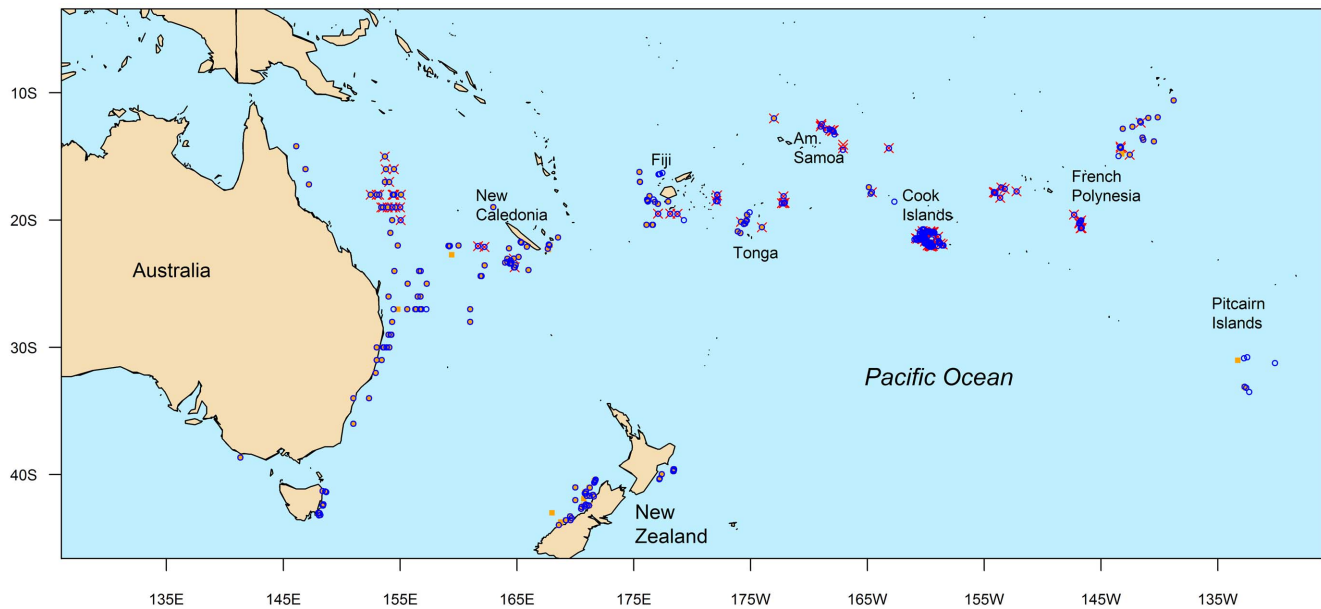 10S
20S
30S
40S
Australia
New
Caledonia
Fiji
Tonga
Am.
Samoa
Cook
Islands
French
Polynesia
Pitcairn
Islands
Pacific Ocean
New
Zealand
135E
145E
155E
165E
175E
175W
165W
155W
145W
135W